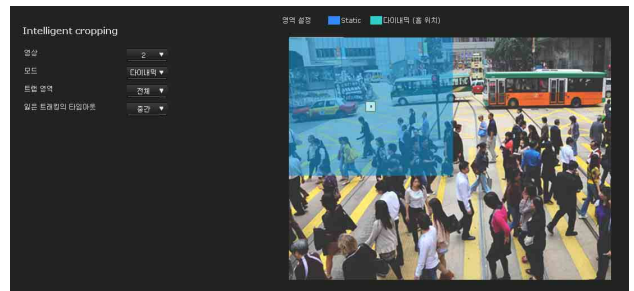 Intelligent cropping
영상 2
모드 다이내믹
트랩 영역 전체
잃은 트래킹의 타임아웃 중간
영역 설정 Static 다이내믹 (홈 위치)